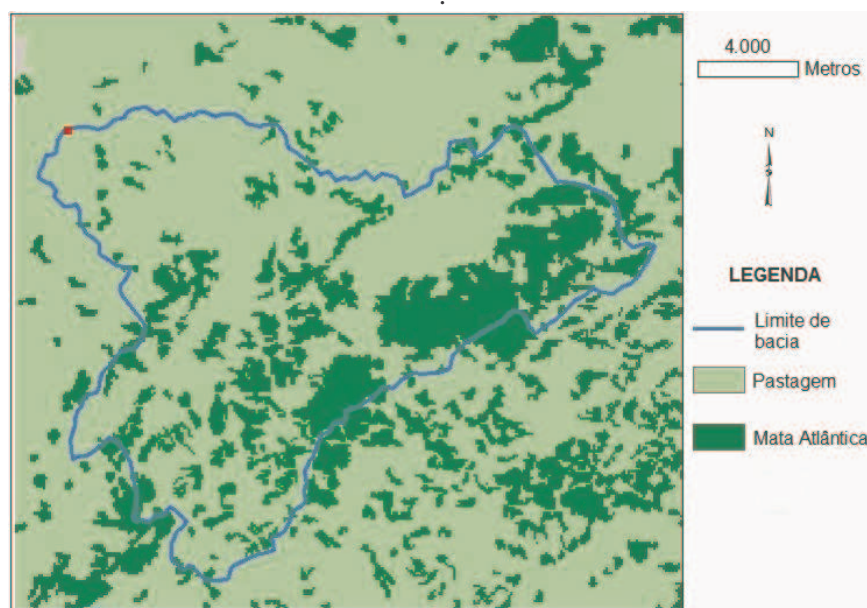 4.000
Metros
N
S
LEGENDA
Limite de
bacia
Pastagem
Mata Atlântica